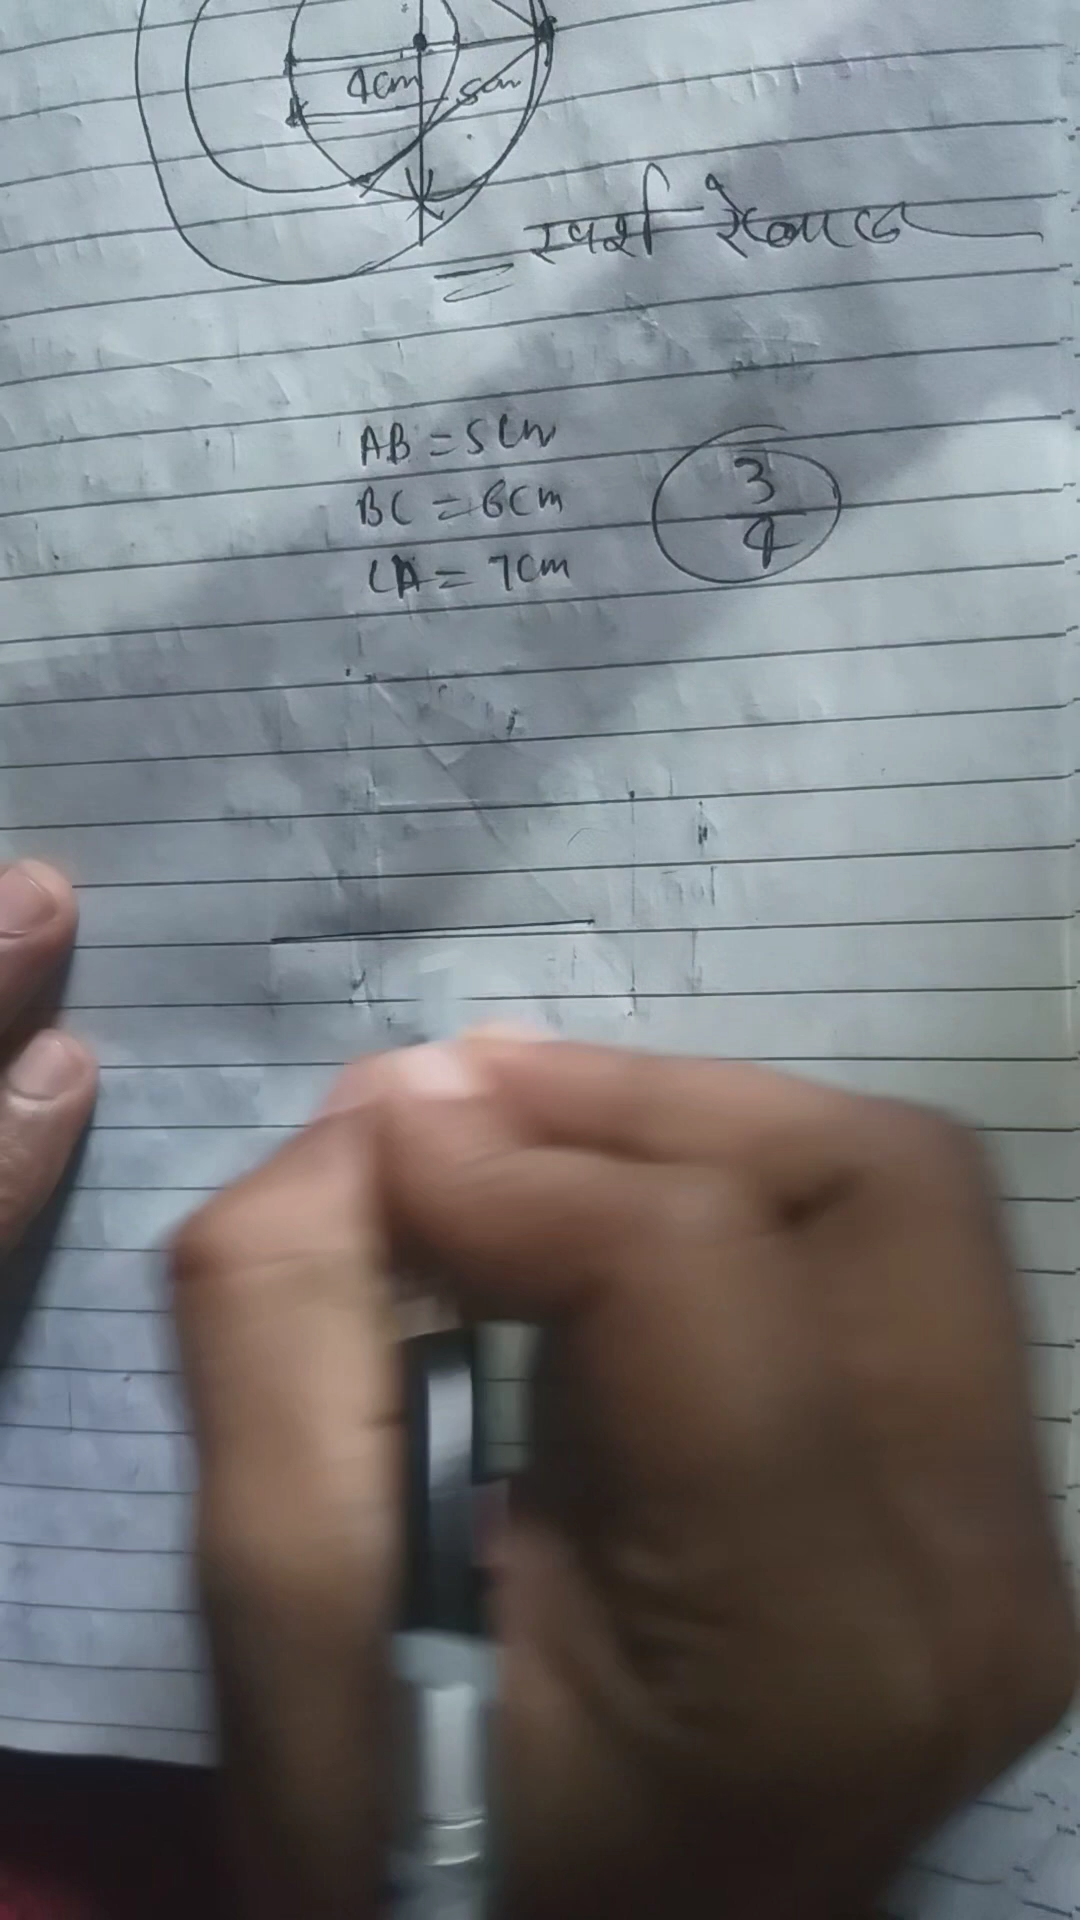 4cm
5cm
स्पर्श रेखाएं
AB = 5cm
BC = 6cm
CA = 7cm
3
4